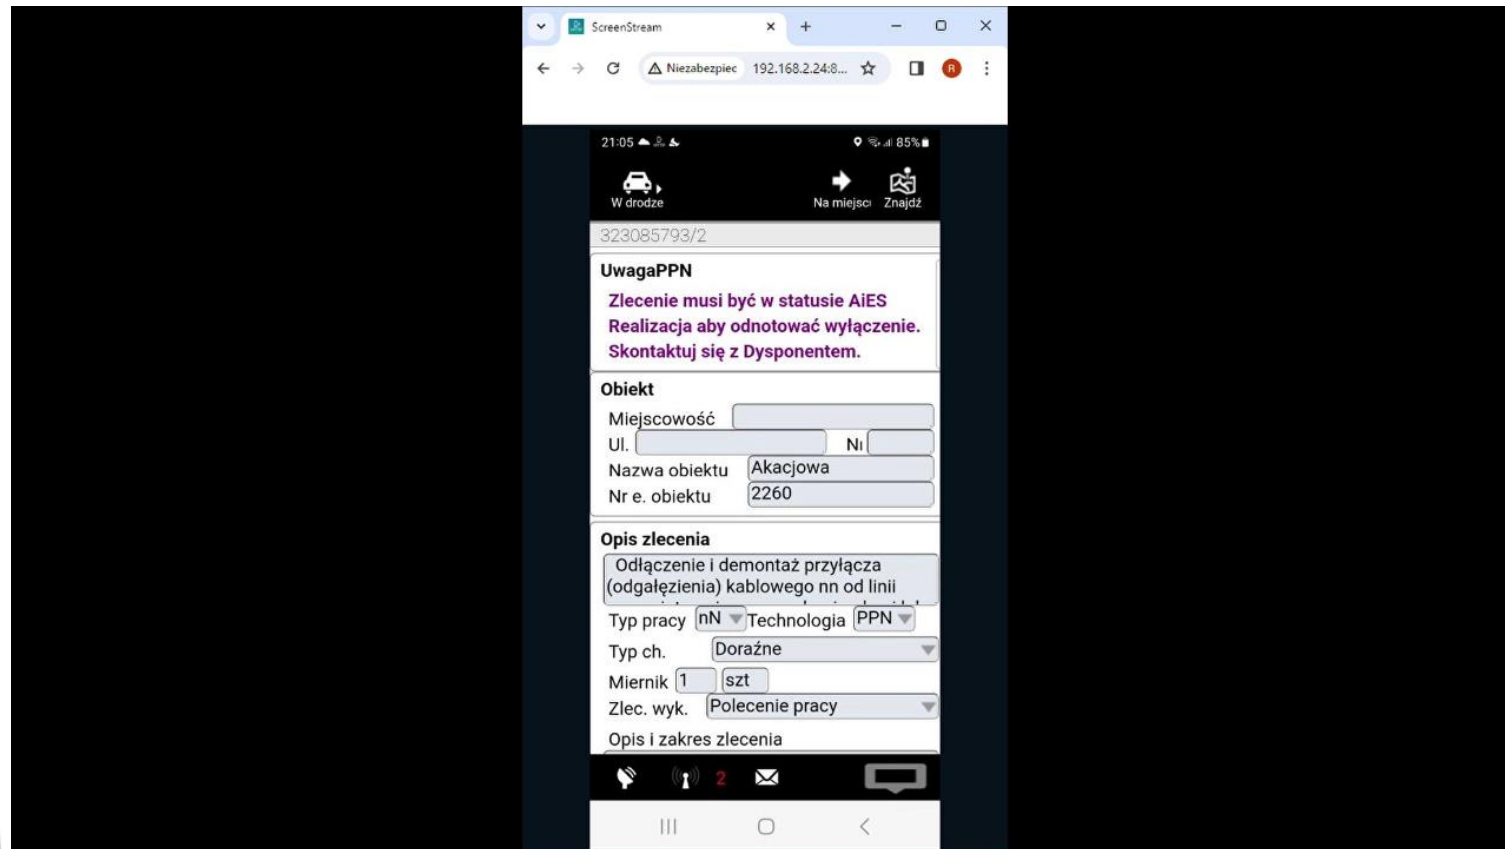 ScreenStream
Niezabezpiec 192.168.2.24:8...
R
21:05 85%
W drodze Na miejsc Znajdź
323085793/2
UwagaPPN
Zlecenie musi być w statusie AiES
Realizacja aby odnotować wyłączenie.
Skontaktuj się z Dysponentem.
Obiekt
Miejscowość
Ul. N
Nazwa obiektu Akacjowa
Nr e. obiektu 2260
Opis zlecenia
Odłączenie i demontaż przyłącza
(odgałęzienia) kablowego nn od linii
Typ pracy nN Technologia PPN
Typ ch. Doraźne
Miernik 1 szt
Zlec. wyk. Polecenie pracy
Opis i zakres zlecenia
2